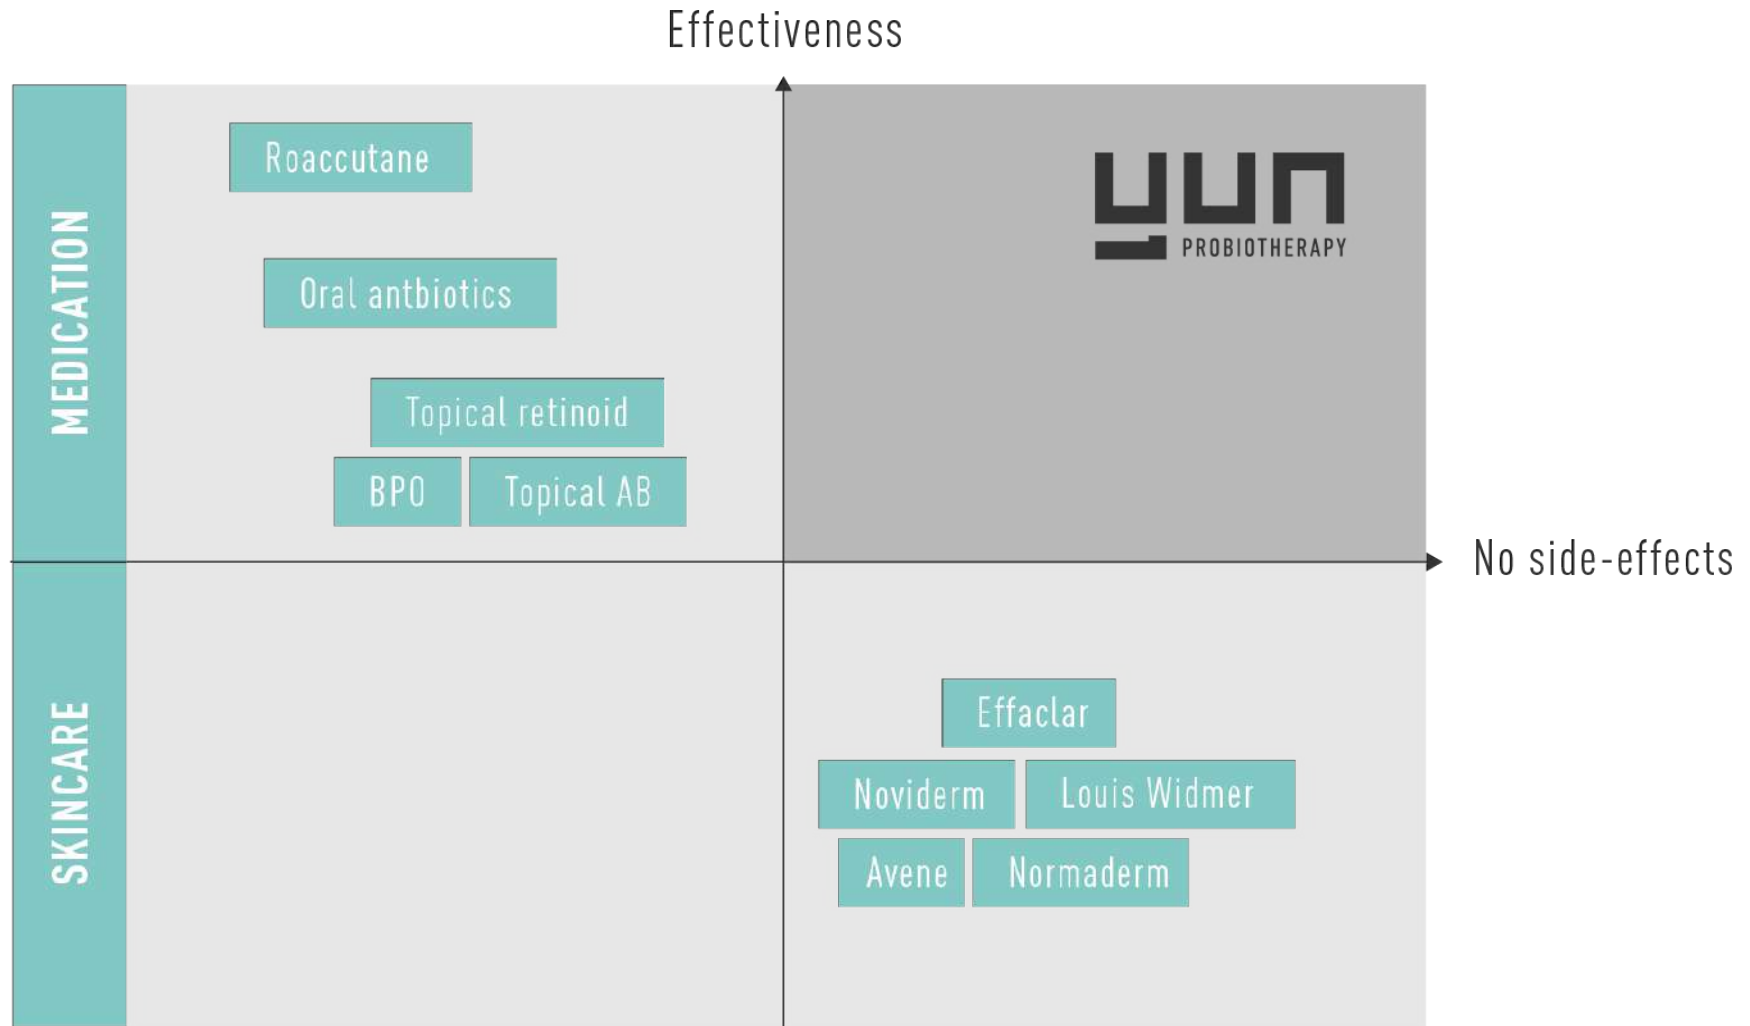 Effectiveness
MEDICATION
Roaccutane
yun
PROBIOTHERAPY
Oral antbiotics
Topical retinoid
BPO
Topical AB
No side-effects
SKINCARE
Effaclar
Noviderm
Louis Widmer
Avene
Normaderm